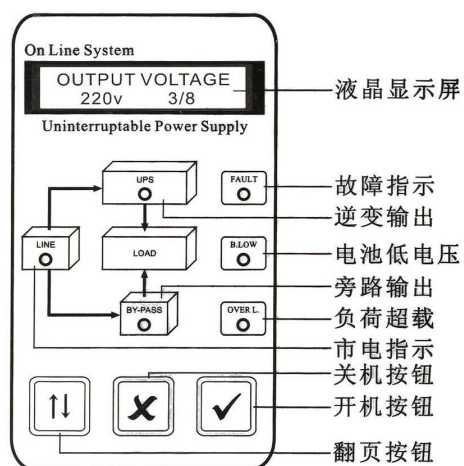 On Line System
OUTPUT VOLTAGE
220v 3/8
液晶显示屏
Uninterruptable Power Supply
UPS
FAULT
故障指示
逆变输出
LINE
LOAD
B.LOW
电池低电压
旁路输出
BY-PASS
OVER L.
负荷超载
市电指示
关机按钮
开机按钮
翻页按钮